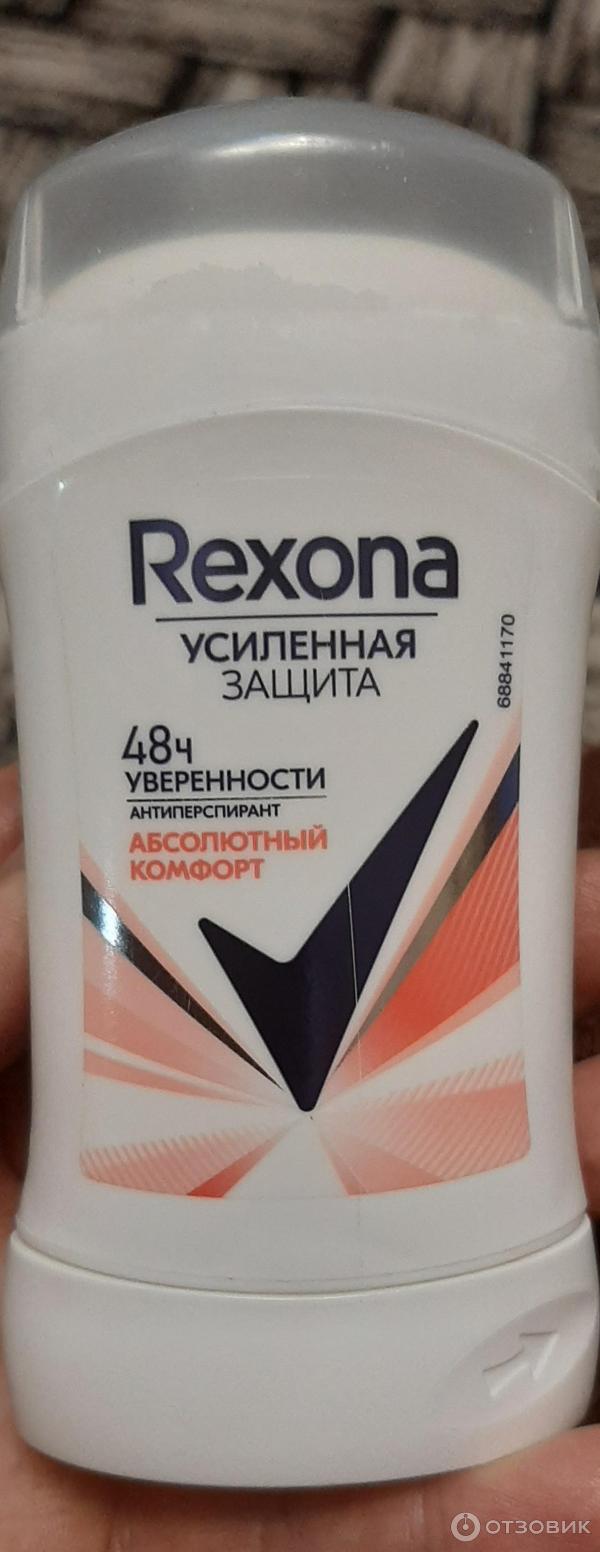 Rexona
УСИЛЕННАЯ
ЗАЩИТА
68841170
48ч
УВЕРЕННОСТИ
АНТИПЕРСПИРАНТ
АБСОЛЮТНЫЙ
КОМФОРТ
ОТЗОВИК